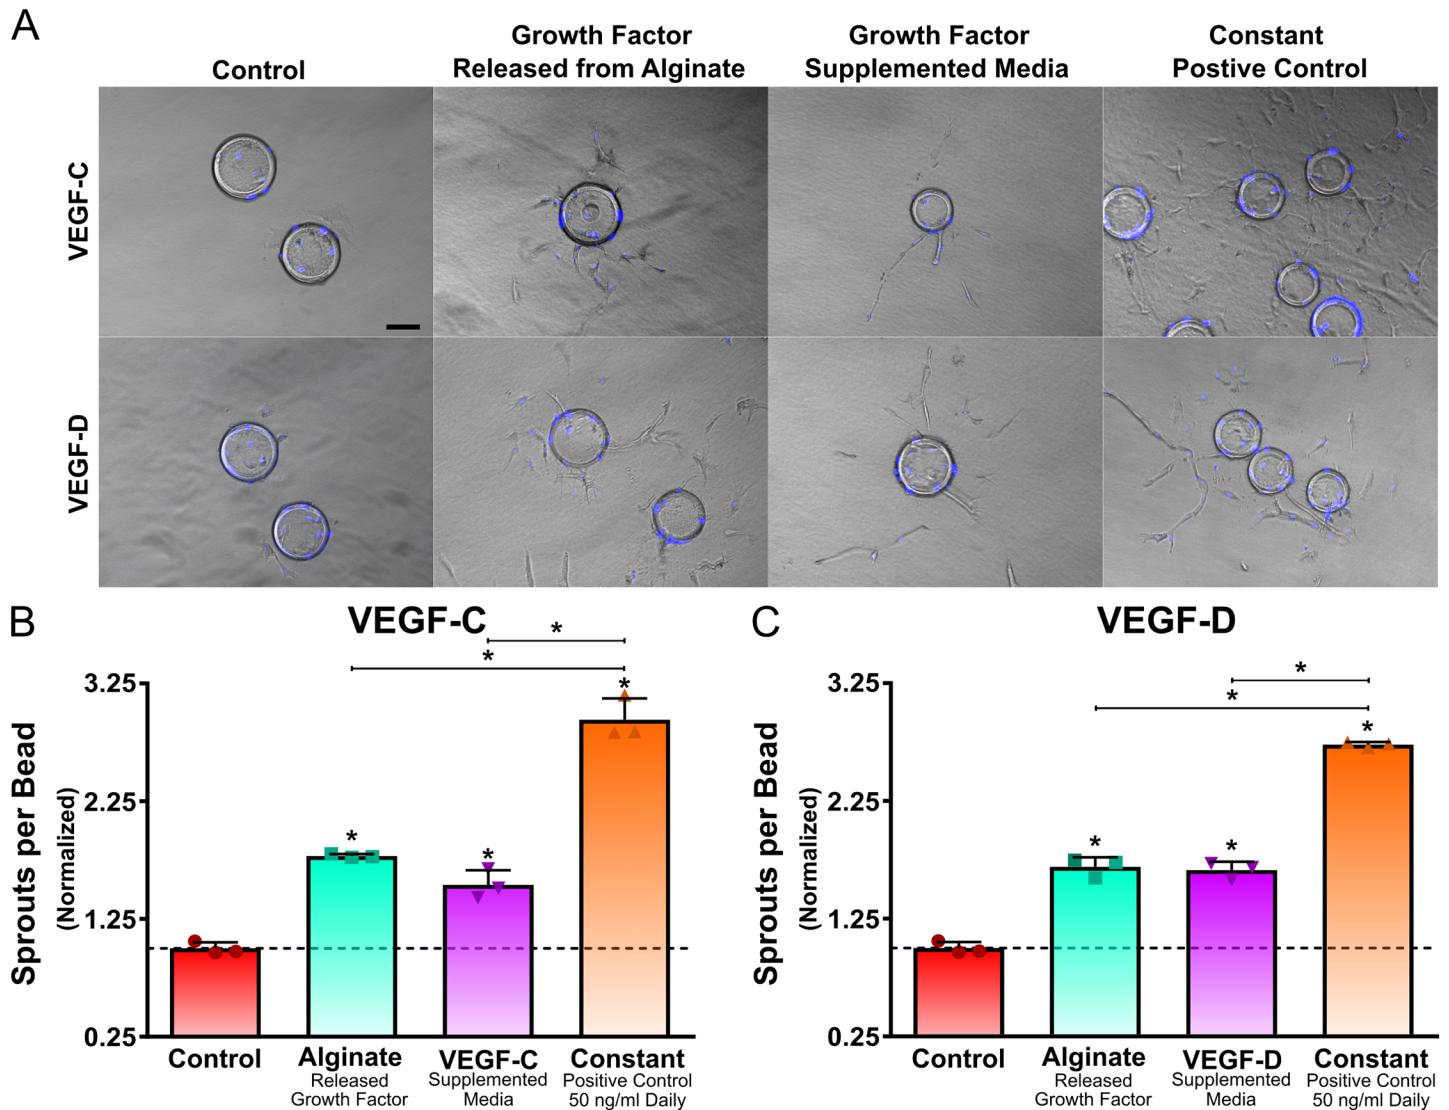 A
Control
Growth Factor
Released from Alginate
Growth Factor
Supplemented Media
Constant
Postive Control
VEGF-C
VEGF-D
B
VEGF-C
*
*
*
*
*
Sprouts per Bead
(Normalized)
3.25
2.25
1.25
0.25
Control
Alginate
Released
Growth Factor
VEGF-C
Supplemented
Media
Constant
Positive Control
50 ng/ml Daily
C
VEGF-D
*
*
*
*
*
Sprouts per Bead
(Normalized)
3.25
2.25
1.25
0.25
Control
Alginate
Released
Growth Factor
VEGF-D
Supplemented
Media
Constant
Positive Control
50 ng/ml Daily